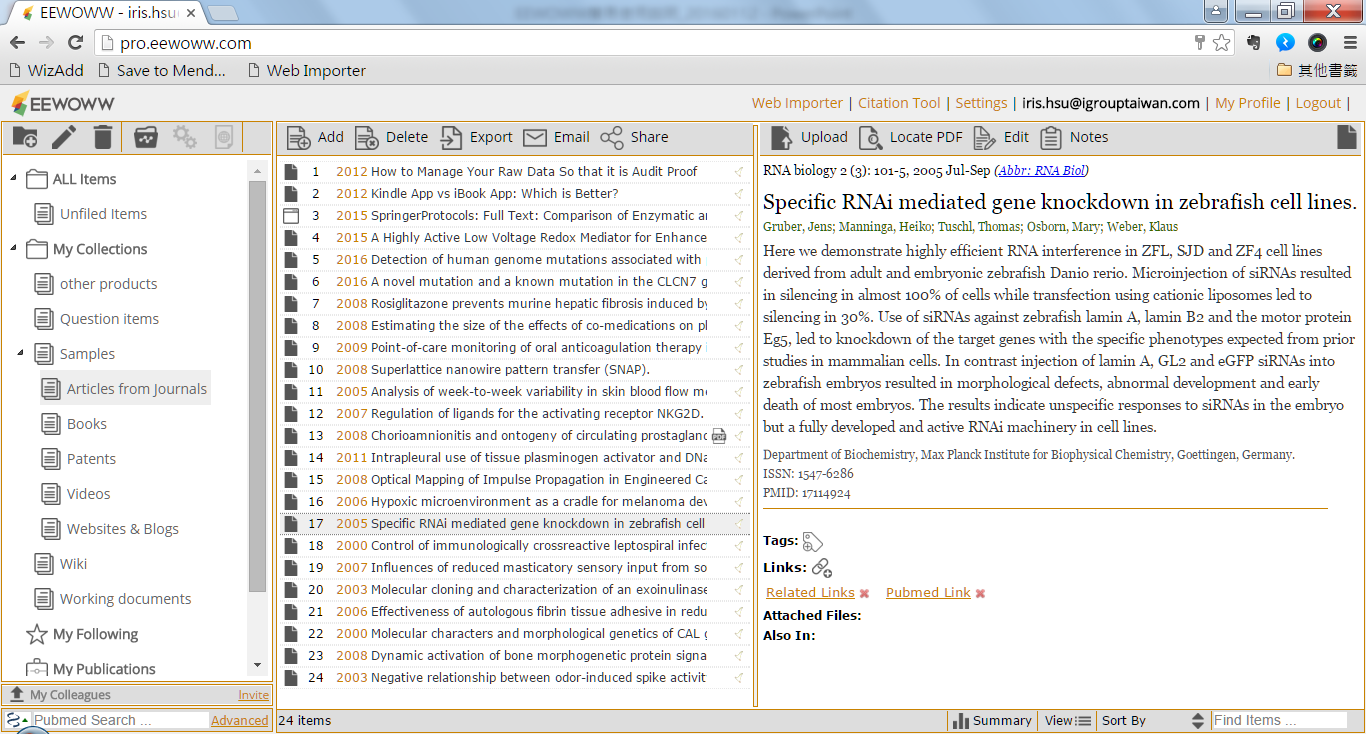 EEWOWW - iris.hsu
pro.eewoww.com
WizAdd
Save to Mend...
Web Importer
其他書籤
EEWOWW
Web Importer | Citation Tool | Settings | iris.hsu@igrouptaiwan.com | My Profile | Logout |
ALL Items
Unfiled Items
My Collections
other products
Question items
Samples
Articles from Journals
Books
Patents
Videos
Websites & Blogs
Wiki
Working documents
My Following
My Publications
My Colleagues
Invite
Pubmed Search ...
Advanced
Add
Delete
Export
Email
Share
1 2012 How to Manage Your Raw Data So that it is Audit Proof
2 2012 Kindle App vs iBook App: Which is Better?
3 2015 SpringerProtocols: Full Text: Comparison of Enzymatic ar
4 2015 A Highly Active Low Voltage Redox Mediator for Enhance
5 2016 Detection of human genome mutations associated with
6 2016 A novel mutation and a known mutation in the CLCN7 g
7 2008 Rosiglitazone prevents murine hepatic fibrosis induced by
8 2008 Estimating the size of the effects of co-medications on pl
9 2009 Point-of-care monitoring of oral anticoagulation therapy
10 2008 Superlattice nanowire pattern transfer (SNAP).
11 2005 Analysis of week-to-week variability in skin blood flow me
12 2007 Regulation of ligands for the activating receptor NKG2D.
13 2008 Chorioamnionitis and ontogeny of circulating prostagland PDF
14 2011 Intrapleural use of tissue plasminogen activator and DNa
15 2008 Optical Mapping of Impulse Propagation in Engineered Ca
16 2006 Hypoxic microenvironment as a cradle for melanoma dev
17 2005 Specific RNAi mediated gene knockdown in zebrafish cell
18 2000 Control of immunologically crossreactive leptospiral infec
19 2007 Influences of reduced masticatory sensory input from so
20 2003 Molecular cloning and characterization of an exoinulinase
21 2006 Effectiveness of autologous fibrin tissue adhesive in redu
22 2000 Molecular characters and morphological genetics of CAL g
23 2008 Dynamic activation of bone morphogenetic protein signa
24 2003 Negative relationship between odor-induced spike activit
24 items
Summary
View
Sort By
Find Items ...
Upload
Locate PDF
Edit
Notes
RNA biology 2 (3): 101-5, 2005 Jul-Sep (Abbr: RNA Biol)
Specific RNAi mediated gene knockdown in zebrafish cell lines.
Gruber, Jens; Manninga, Heiko; Tuschl, Thomas; Osborn, Mary; Weber, Klaus
Here we demonstrate highly efficient RNA interference in ZFL, SJD and ZF4 cell lines
derived from adult and embryonic zebrafish Danio rerio. Microinjection of siRNAs resulted
in silencing in almost 100% of cells while transfection using cationic liposomes led to
silencing in 30%. Use of siRNAs against zebrafish lamin A, lamin B2 and the motor protein
Eg5, led to knockdown of the target genes with the specific phenotypes expected from prior
studies in mammalian cells. In contrast injection of lamin A, GL2 and eGFP siRNAs into
zebrafish embryos resulted in morphological defects, abnormal development and early
death of most embryos. The results indicate unspecific responses to siRNAs in the embryo
but a fully developed and active RNAi machinery in cell lines.
Department of Biochemistry, Max Planck Institute for Biophysical Chemistry, Goettingen, Germany.
ISSN: 1547-6286
PMID: 17114924
Tags:
Links:
Related Links
Pubmed Link
Attached Files:
Also In: